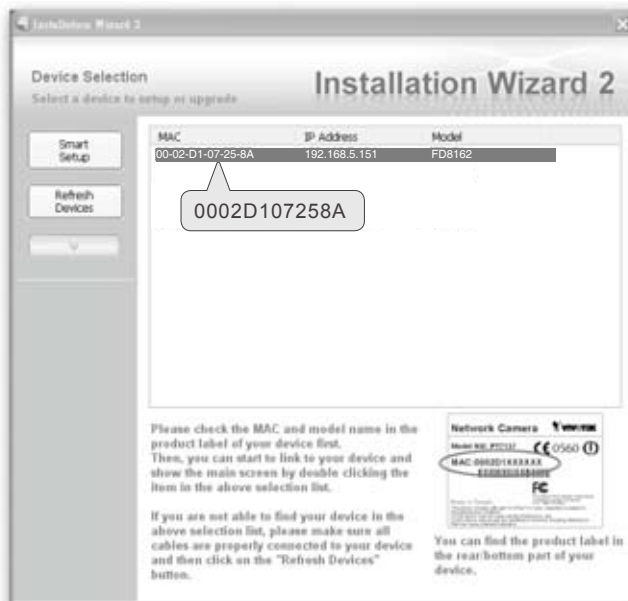 Installation Wizard 2
Device Selection
Select a device to setup or upgrade
Installation Wizard 2
Smart
Setup
Refresh
Devices
MAC IP Address Model
00-02-D1-07-25-8A 192.168.5.151 FD8162
0002D107258A
Please check the MAC and model name in the
product label of your device first.
Then, you can start to link to your device and
show the main screen by double clicking the
item in the above selection list.
If you are not able to find your device in the
above selection list, please make sure all
cables are properly connected to your device
and then click on the "Refresh Devices"
button.
Network Camera VIVOTEK
CE 0560
FC
You can find the product label in
the rear/bottom part of your
device.